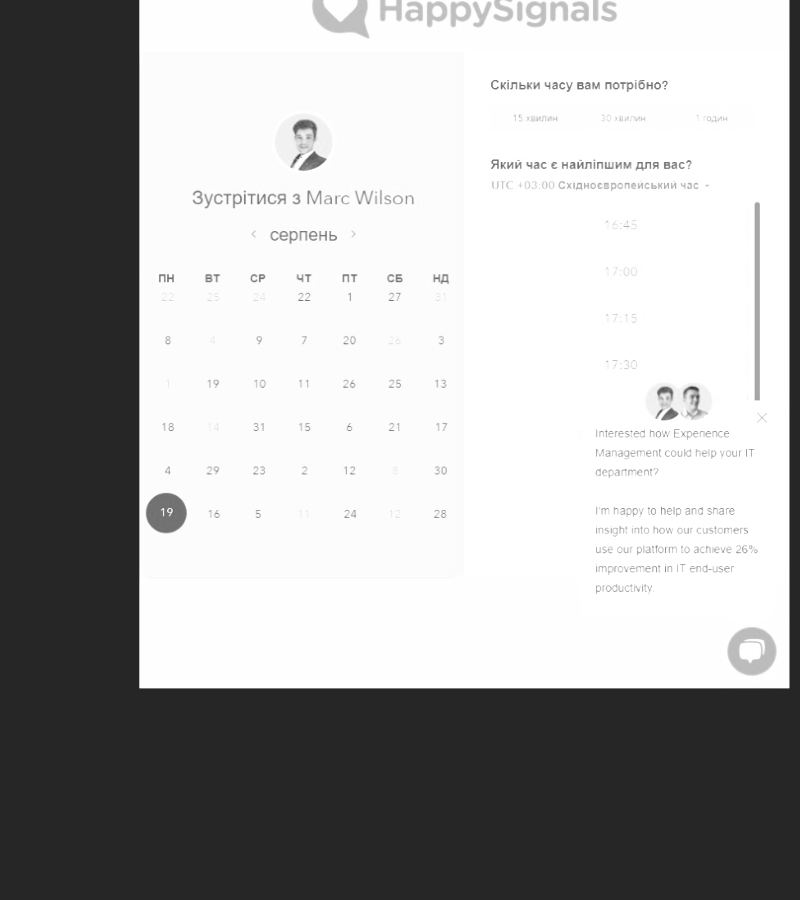 HappySignals
Зустрітися з Marc Wilson
серпень
ПН ВТ СР ЧТ ПТ СБ НД
22 25 24 22 1 27 31
8 4 9 7 20 26 3
1 19 10 11 26 25 13
18 14 31 15 6 21 17
4 29 23 2 12 8 30
19 16 5 11 24 12 28
Скільки часу вам потрібно?
15 хвилин 30 хвилин 1 годин
Який час є найліпшим для вас?
UTC +03:00 Східноєвропейський час
16:45
17:00
17:15
17:30
Interested how Experience
Management could help your IT
department?
I'm happy to help and share
insight into how our customers
use our platform to achieve 26%
improvement in IT end-user
productivity.